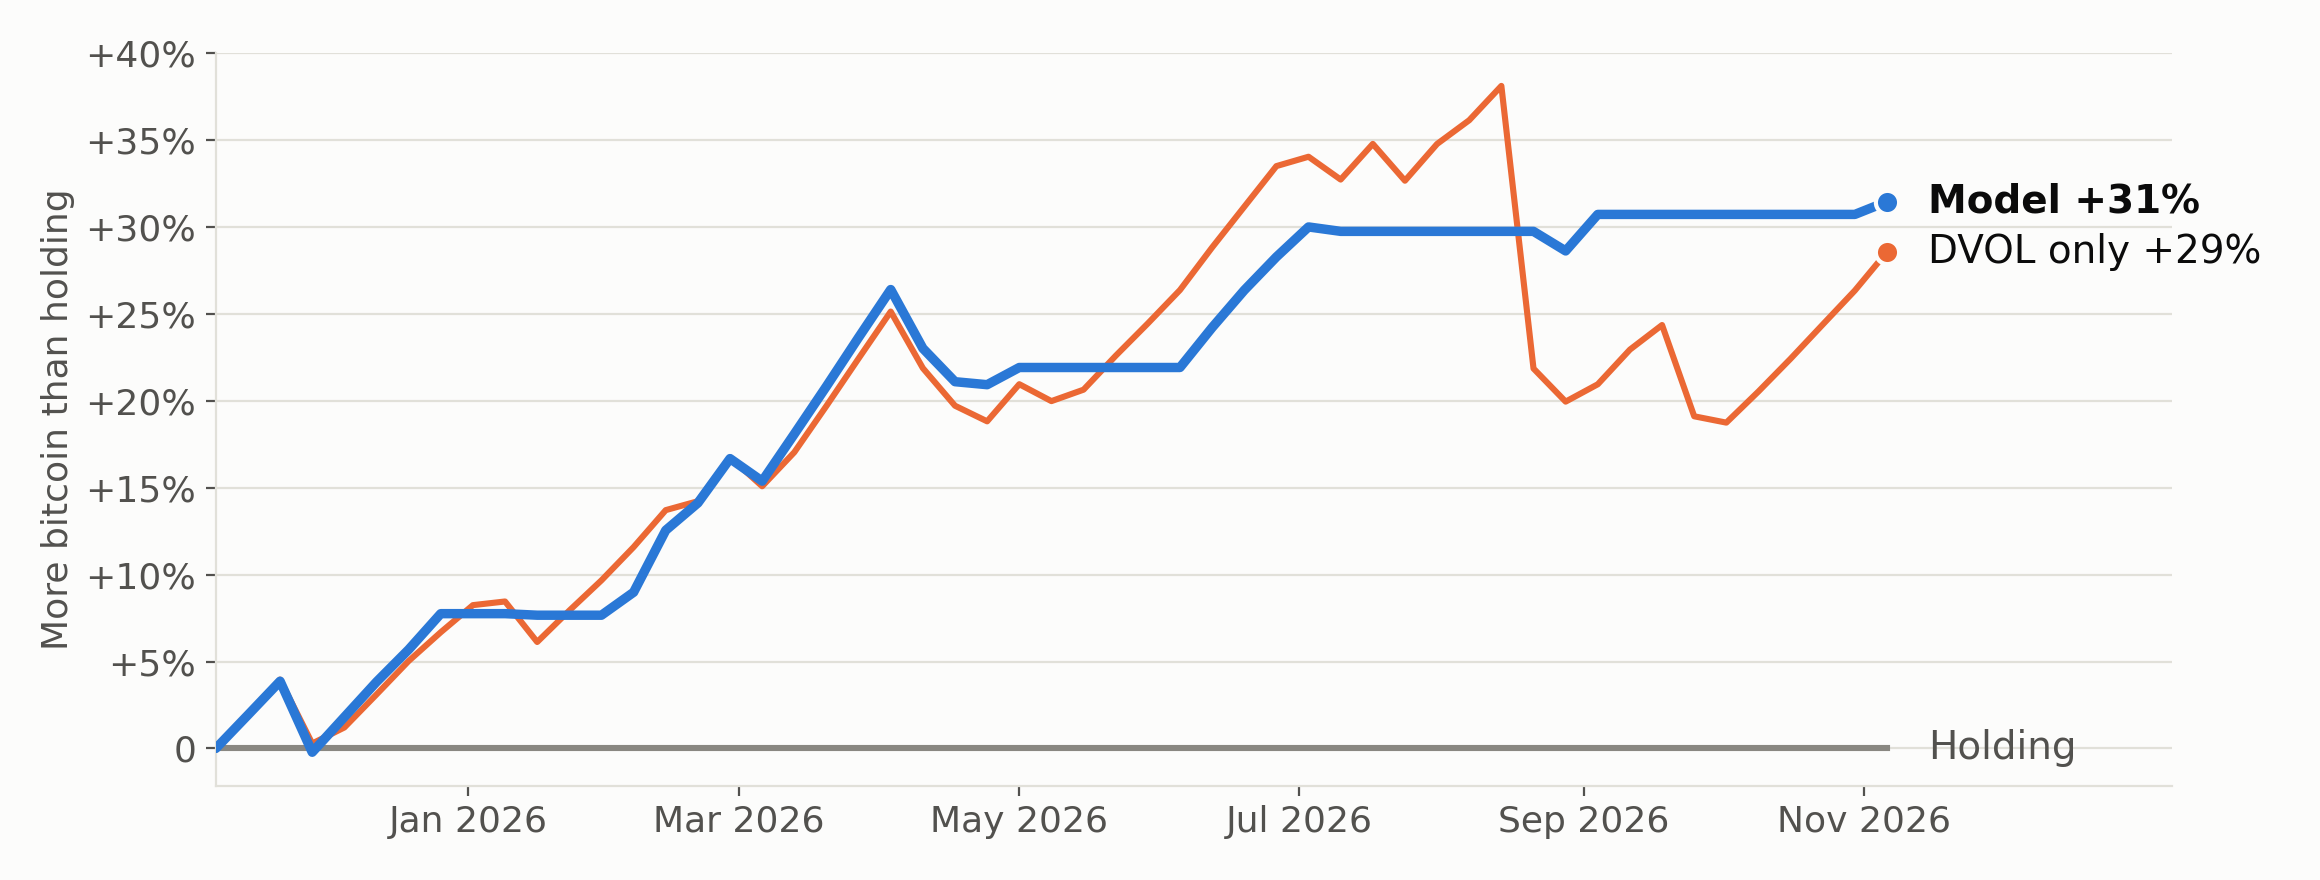 More bitcoin than holding
+40%
+35%
+30%
+25%
+20%
+15%
+10%
+5%
0
Model +31%
DVOL only +29%
Holding
Jan 2026
Mar 2026
May 2026
Jul 2026
Sep 2026
Nov 2026